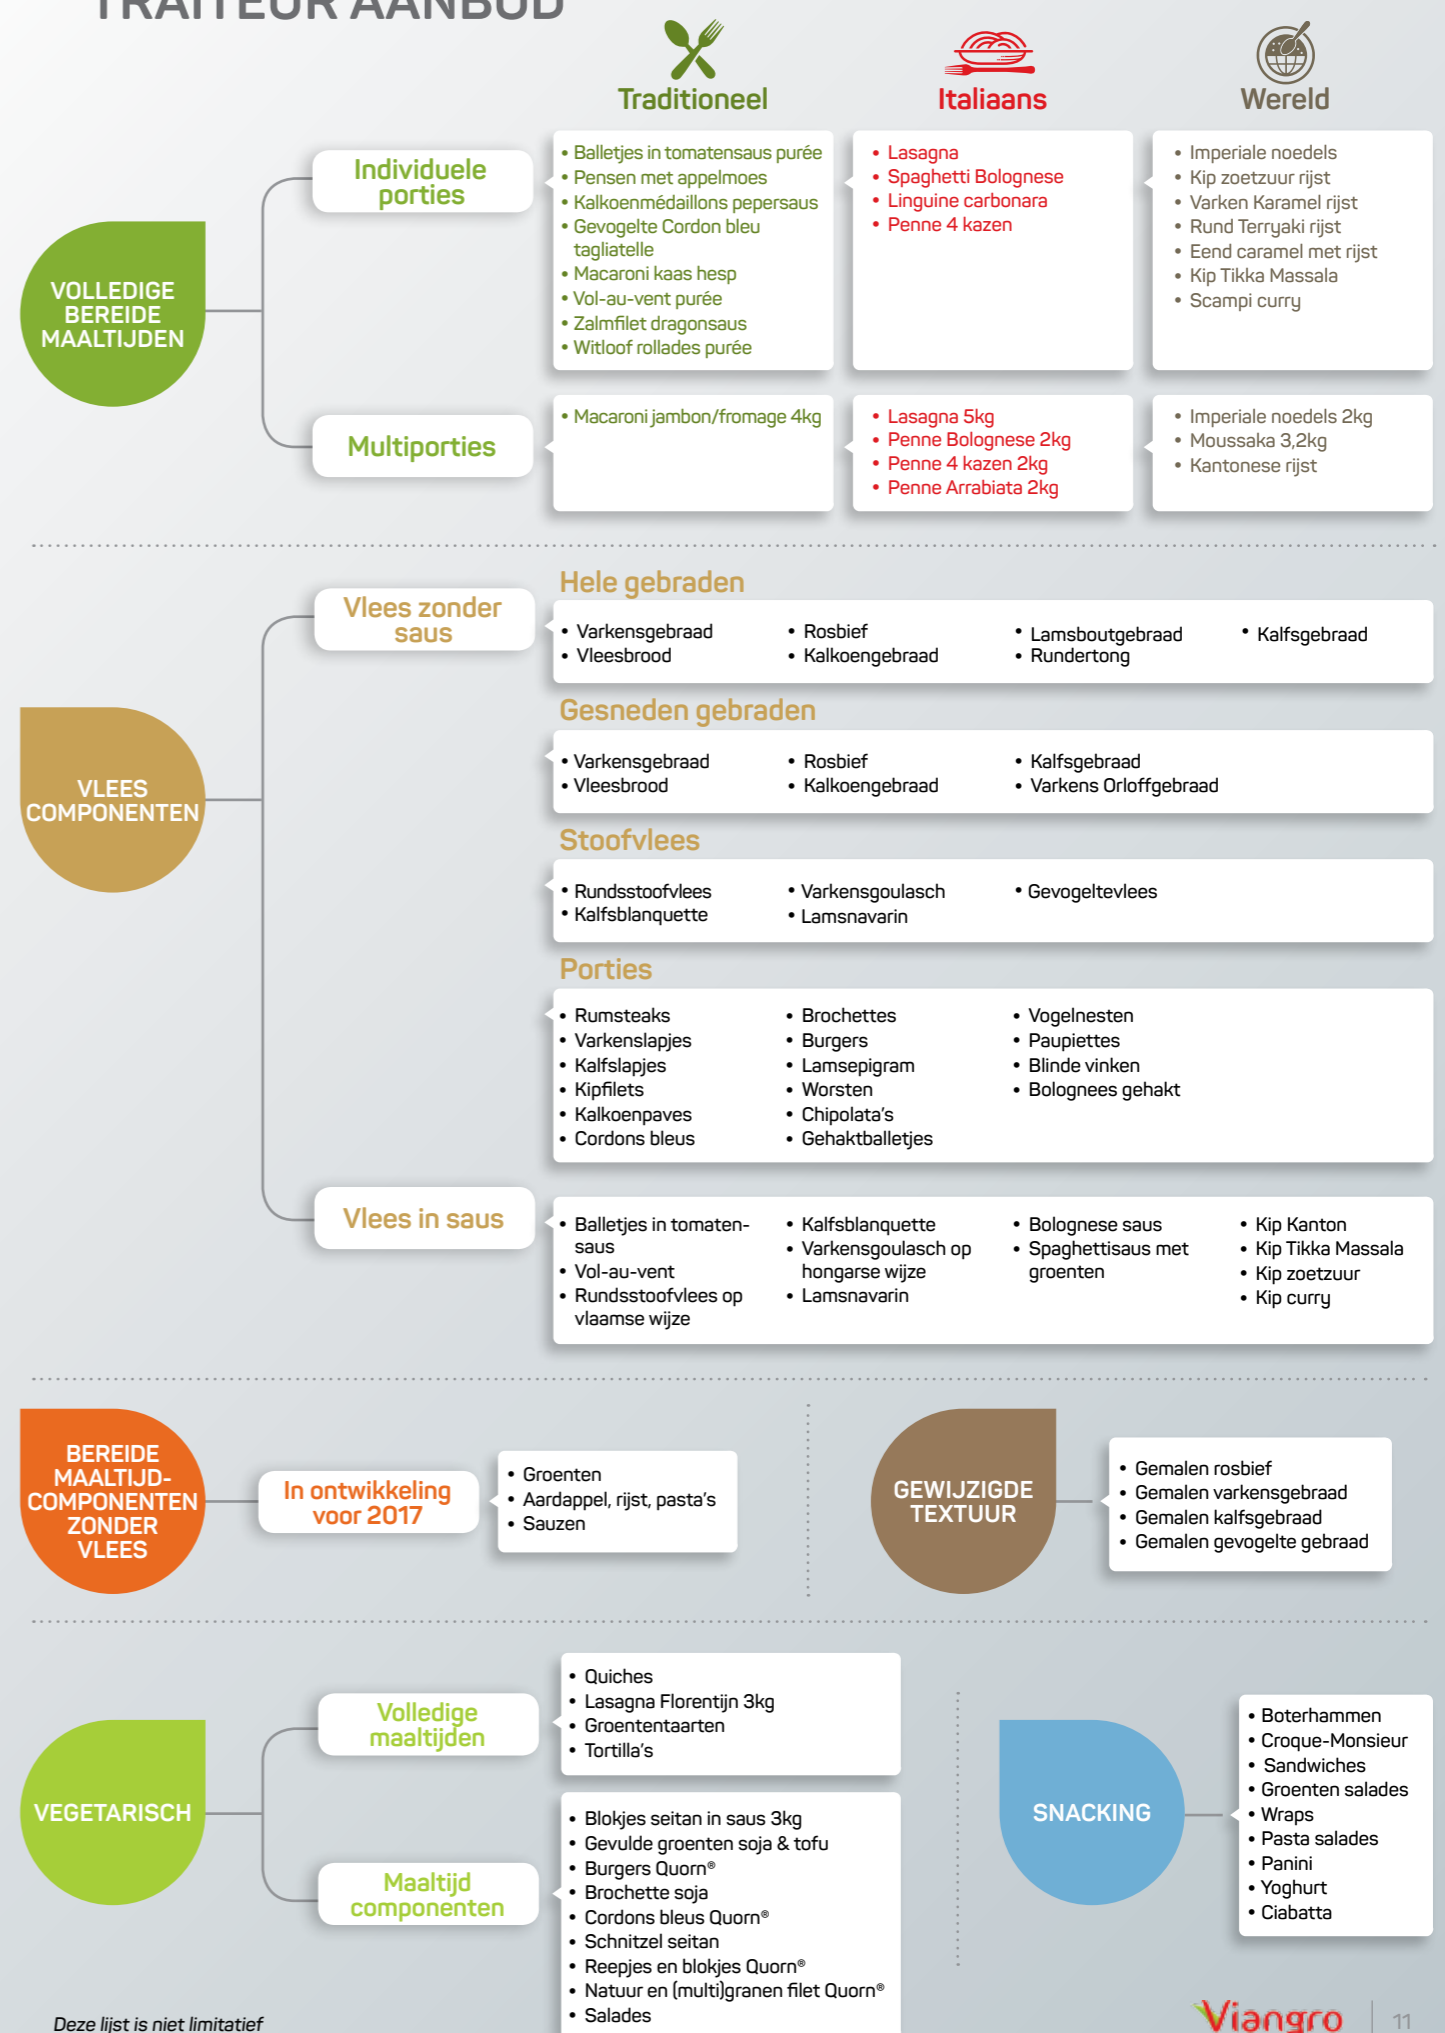 TRAITEUR AANBOD
Traditioneel
Italiaans
Wereld
VOLLEDIGE
BEREIDE
MAALTIJDEN
Individuele
porties
• Balletjes in tomatensaus purée
• Pensen met appelmoes
• Kalkoenmédaillons pepersaus
• Gevogelte Cordon bleu
tagliatelle
• Macaroni kaas hesp
• Vol-au-vent purée
• Zalmfilet dragonsaus
• Witloof rollades purée
• Lasagna
• Spaghetti Bolognese
• Linguine carbonara
• Penne 4 kazen
• Imperiale noedels
• Kip zoetzuur rijst
• Varken Karamel rijst
• Rund Terryaki rijst
• Eend caramel met rijst
• Kip Tikka Massala
• Scampi curry
Multiporties
• Macaroni jambon/fromage 4kg
• Lasagna 5kg
• Penne Bolognese 2kg
• Penne 4 kazen 2kg
• Penne Arrabiata 2kg
• Imperiale noedels 2kg
• Moussaka 3,2kg
• Kantonese rijst
VLEES
COMPONENTEN
Vlees zonder
saus
Hele gebraden
• Varkensgebraad
• Vleesbrood
• Rosbief
• Kalkoengebraad
• Lamsboutgebraad
• Rundertong
• Kalfsgebraad
Gesneden gebraden
• Varkensgebraad
• Vleesbrood
• Rosbief
• Kalkoengebraad
• Kalfsgebraad
• Varkens Orloffgebraad
Stoofvlees
• Rundsstoofvlees
• Kalfsblanquette
• Varkensgoulasch
• Lamsnavarin
• Gevogeltevlees
Porties
• Rumsteaks
• Varkenslapjes
• Kalfslapjes
• Kipfilets
• Kalkoenpaves
• Cordons bleus
• Brochettes
• Burgers
• Lamsepigram
• Worsten
• Chipolata's
• Gehaktballetjes
• Vogelnesten
• Paupiettes
• Blinde vinken
• Bolognees gehakt
Vlees in saus
• Balletjes in tomaten-
saus
• Vol-au-vent
• Rundsstoofvlees op
vlaamse wijze
• Kalfsblanquette
• Varkensgoulasch op
hongarse wijze
• Lamsnavarin
• Bolognese saus
• Spaghettisaus met
groenten
• Kip Kanton
• Kip Tikka Massala
• Kip zoetzuur
• Kip curry
BEREIDE
MAALTIJD-
COMPONENTEN
ZONDER
VLEES
In ontwikkeling
voor 2017
• Groenten
• Aardappel, rijst, pasta's
• Sauzen
GEWIJZIGDE
TEXTUUR
• Gemalen rosbief
• Gemalen varkensgebraad
• Gemalen kalfsgebraad
• Gemalen gevogelte gebraad
VEGETARISCH
Volledige
maaltijden
• Quiches
• Lasagna Florentijn 3kg
• Groentetentaarten
• Tortilla's
Maaltijd
componenten
• Blokjes seitan in saus 3kg
• Gevulde groenten soja & tofu
• Burgers Quorn®
• Brochette soja
• Cordons bleus Quorn®
• Schnitzel seitan
• Reepjes en blokjes Quorn®
• Natuur en (multi)granen filet Quorn®
• Salades
SNACKING
• Boterhammen
• Croque-Monsieur
• Sandwiches
• Groenten salades
• Wraps
• Pasta salades
• Panini
• Yoghurt
• Ciabatta
Deze lijst is niet limitatief
Viangro
11